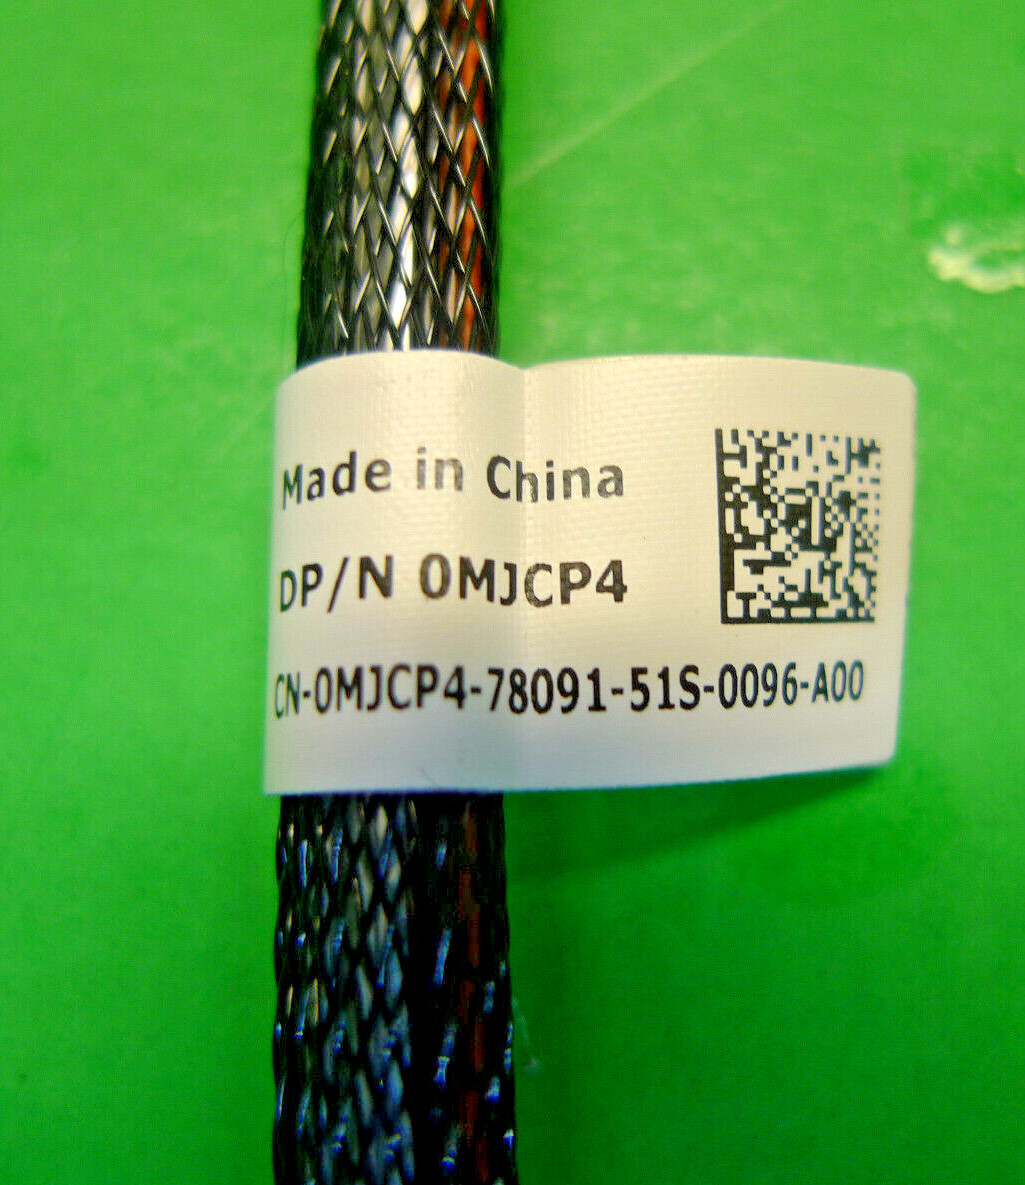 Made in China
DP/N 0MJCP4
CN-0MJCP4-78091-51S-0096-A00